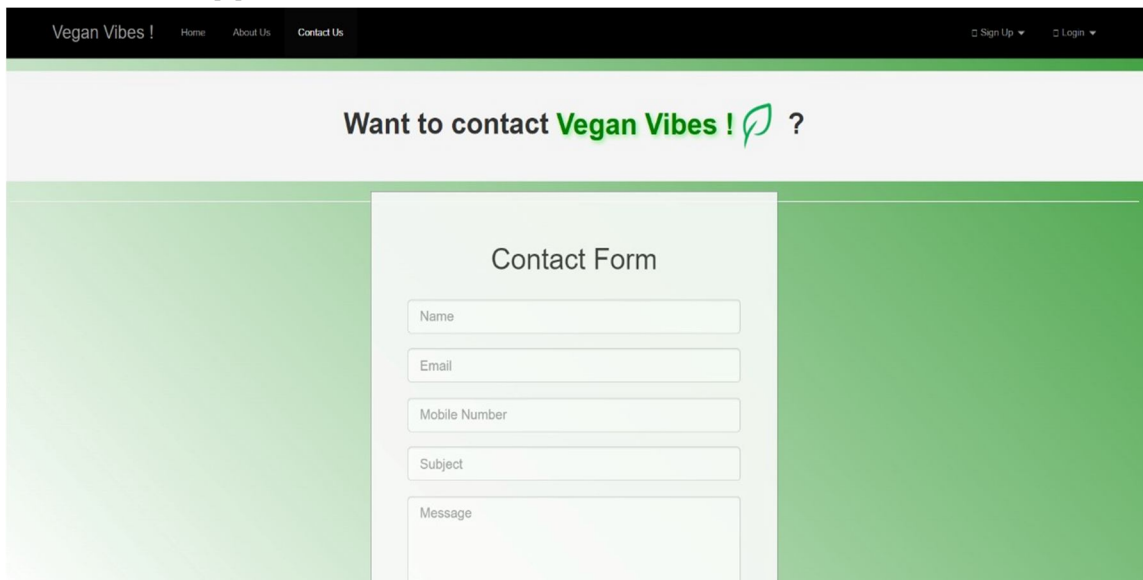 Vegan Vibes ! Home About Us Contact Us Sign Up Login
Want to contact Vegan Vibes ! ?
Contact Form
Name
Email
Mobile Number
Subject
Message